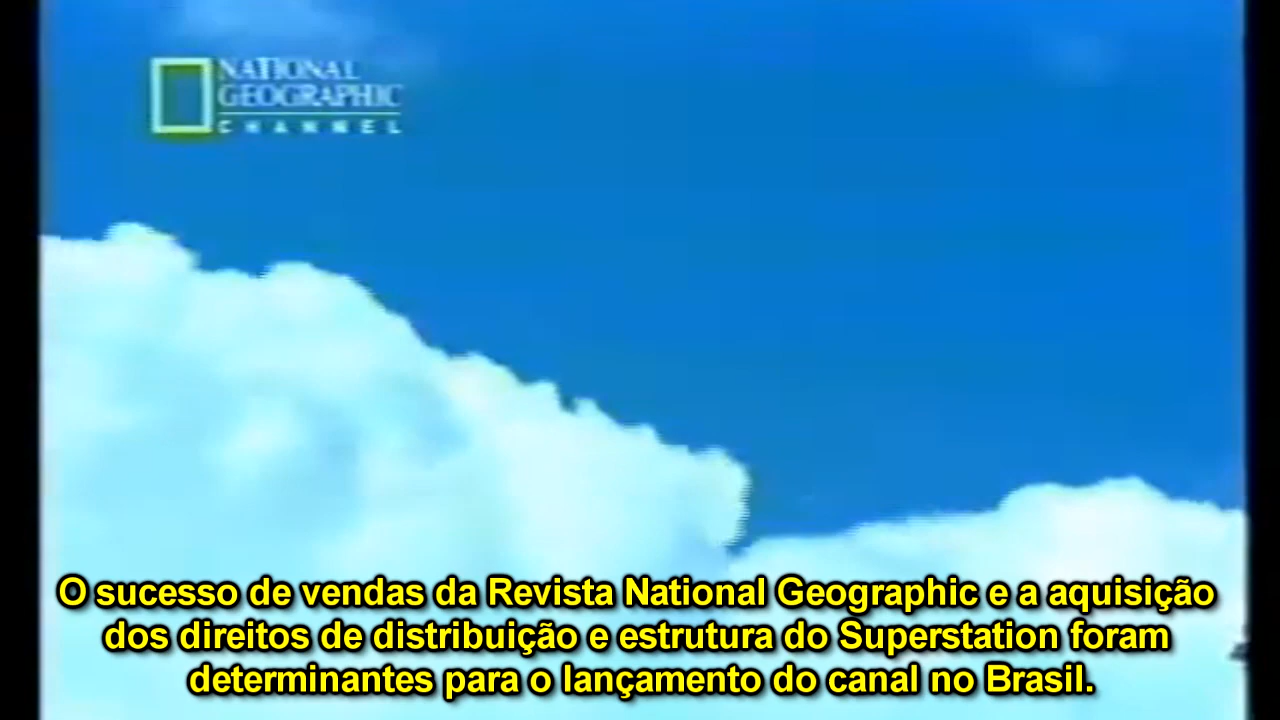 NATIONAL
GEOGRAPHIC
CHANNEL
O sucesso de vendas da Revista National Geographic e a aquisição
dos direitos de distribuição e estrutura do Superstation foram
determinantes para o lançamento do canal no Brasil.